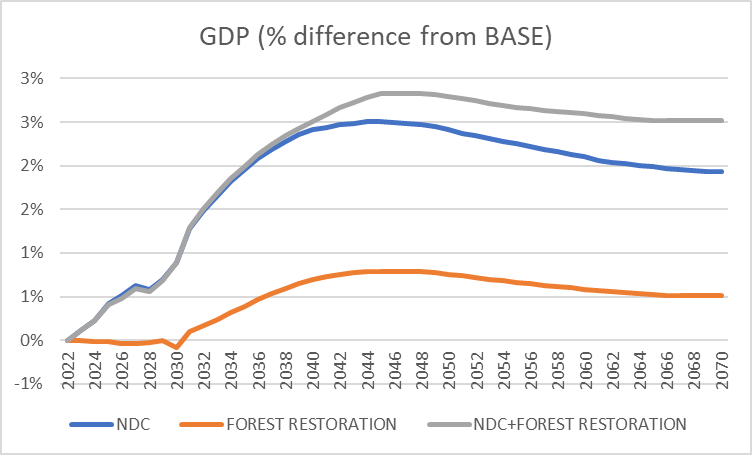 GDP (% difference from BASE)
3%
3%
2%
2%
1%
1%
0%
-1%
2022 2024 2026 2028 2030 2032 2034 2036 2038 2040 2042 2044 2046 2048 2050 2052 2054 2056 2058 2060 2062 2064 2066 2068 2070
NDC FOREST RESTORATION NDC+FOREST RESTORATION